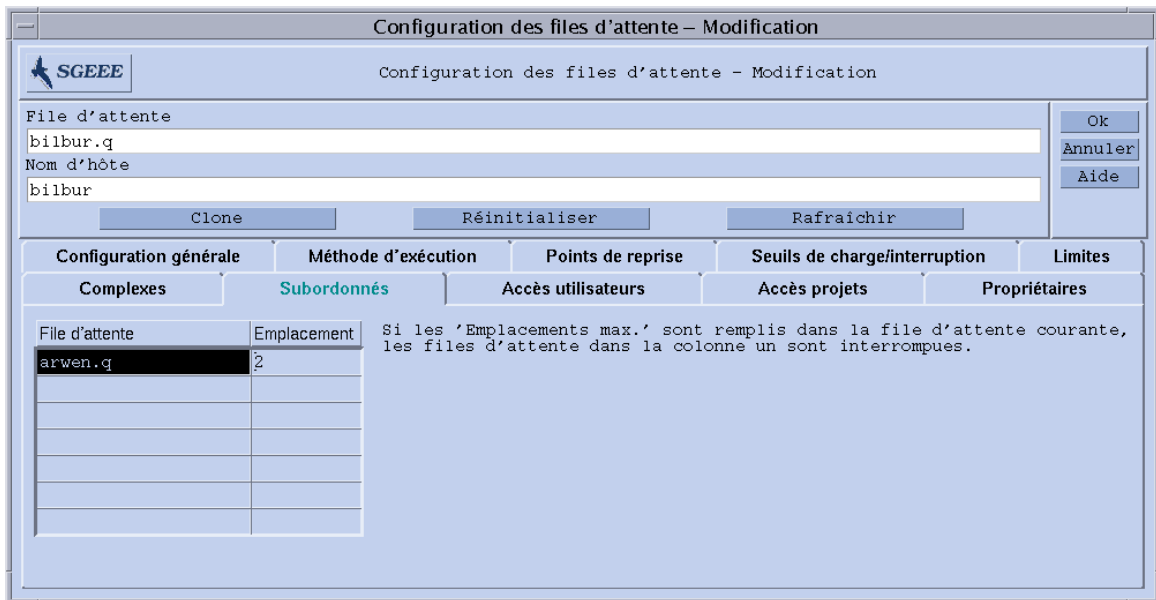 Configuration des files d'attente – Modification
SGEEE
Configuration des files d'attente - Modification
File d'attente
bilbur.q
Nom d'hôte
bilbur
Ok
Annuler
Aide
Clone Réinitialiser Rafraîchir
Configuration générale Méthode d'exécution Points de reprise Seuils de charge/interruption Limites
Complexes Subordonnés Accès utilisateurs Accès projets Propriétaires
File d'attente Emplacement
arwen.q 2
Si les 'Emplacements max.' sont remplis dans la file d'attente courante,
les files d'attente dans la colonne un sont interrompues.